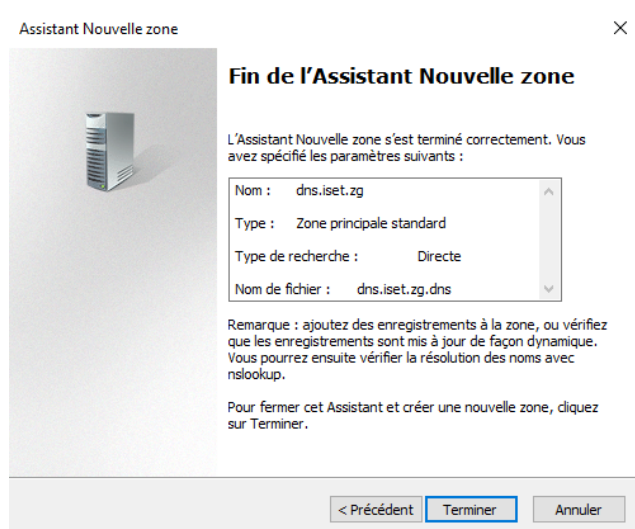 Assistant Nouvelle zone
Fin de l'Assistant Nouvelle zone
L'Assistant Nouvelle zone s'est terminé correctement. Vous
avez spécifié les paramètres suivants :
Nom : dns.iset.zg
Type : Zone principale standard
Type de recherche : Directe
Nom de fichier : dns.iset.zg.dns
Remarque : ajoutez des enregistrements à la zone, ou vérifiez
que les enregistrements sont mis à jour de façon dynamique.
Vous pourrez ensuite vérifier la résolution des noms avec
nslookup.
Pour fermer cet Assistant et créer une nouvelle zone, cliquez
sur Terminer.
< Précédent Terminer Annuler